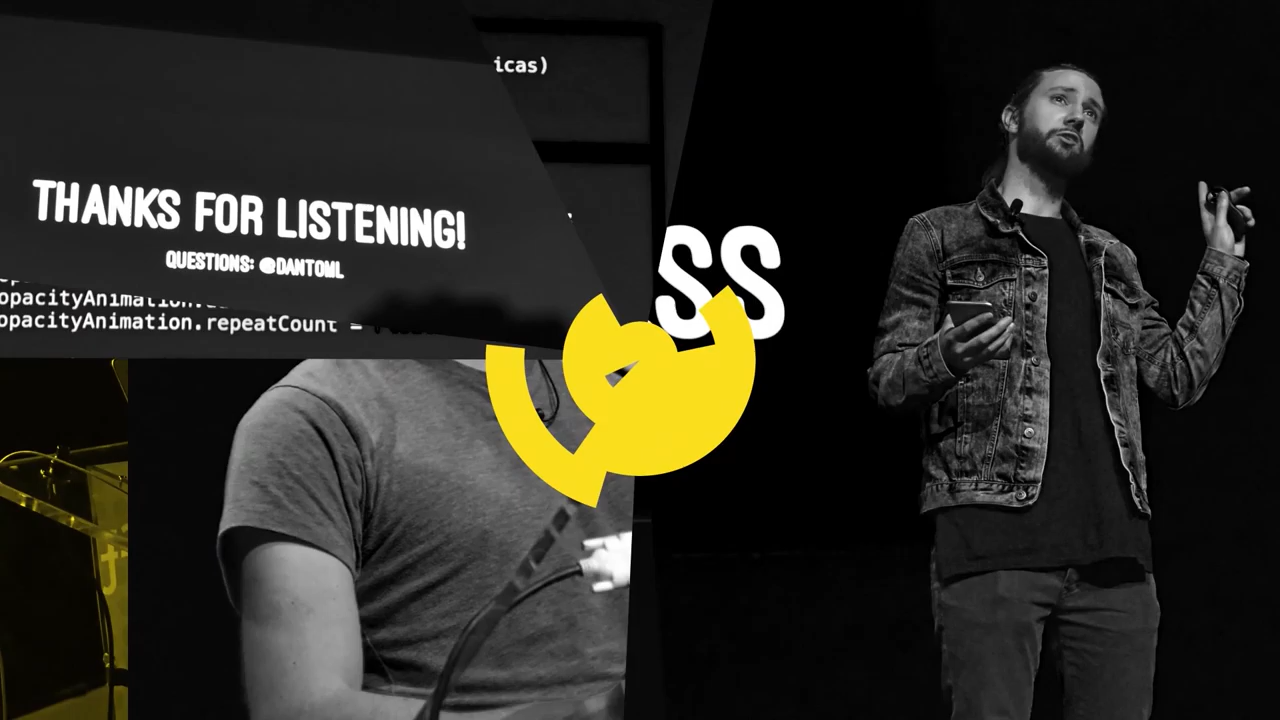 icas)
THANKS FOR LISTENING!
QUESTIONS: @DANTOML
opacityAnimation.repeatCount =
SS